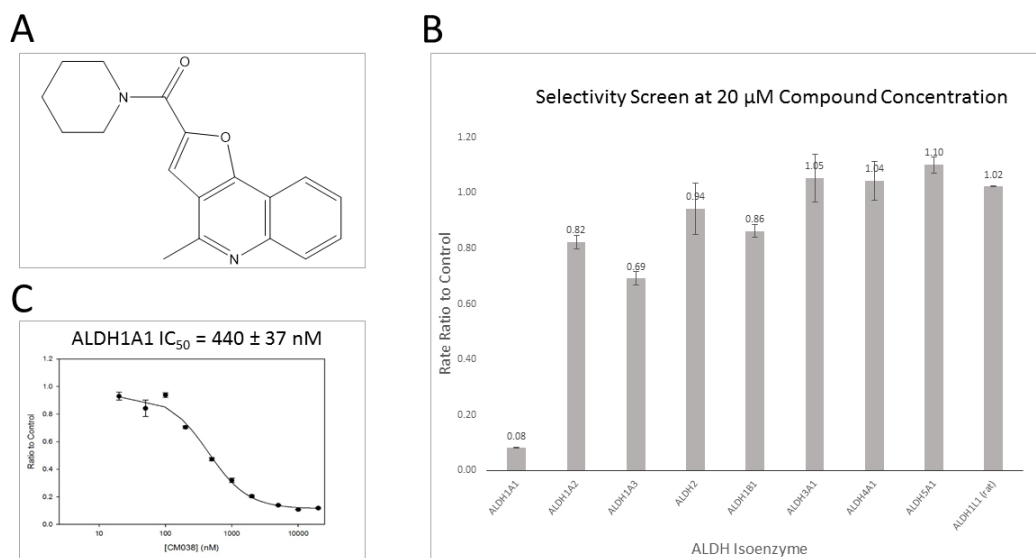 A
N
O
O
N
B
Selectivity Screen at 20 µM Compound Concentration
Rate Ratio to Control
1.20
1.00
0.80
0.60
0.40
0.20
0.00
0.08
0.82
0.69
0.94
0.86
1.05
1.04
1.10
1.02
ALDH1A1
ALDH1A2
ALDH1A3
ALDH2
ALDH1B1
ALDH3A1
ALDH4A1
ALDH5A1
ALDH1L1 (rat)
ALDH Isoenzyme
C
ALDH1A1 IC50 = 440 ± 37 nM
Ratio to Control
1.2
1.0
0.8
0.6
0.4
0.2
0.0
10
100
1000
10000
[CM038] (nM)